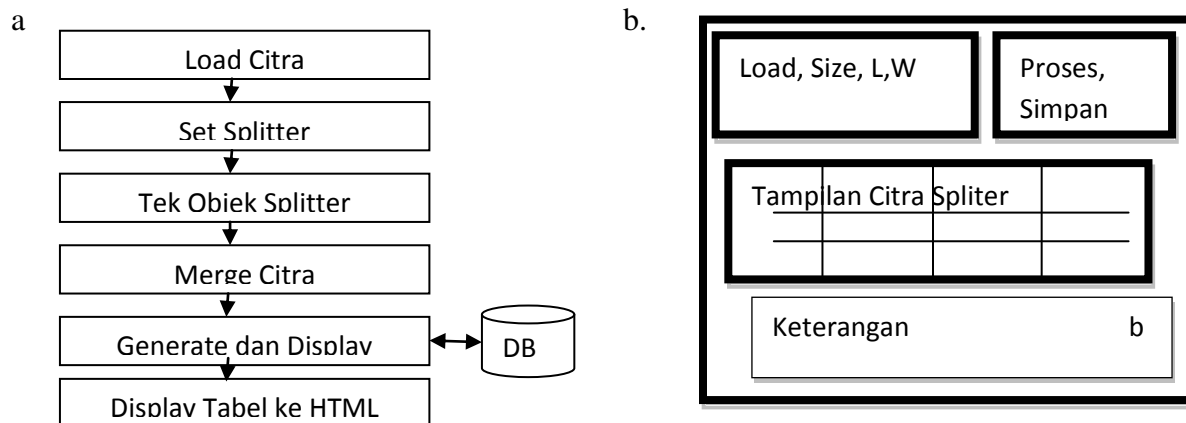 a
Load Citra
Set Splitter
Tek Objek Splitter
Merge Citra
Generate dan Display
DB
Display Tabel ke HTML
b.
Load, Size, L,W
Proses,
Simpan
Tampilan Citra Spliter
Keterangan b